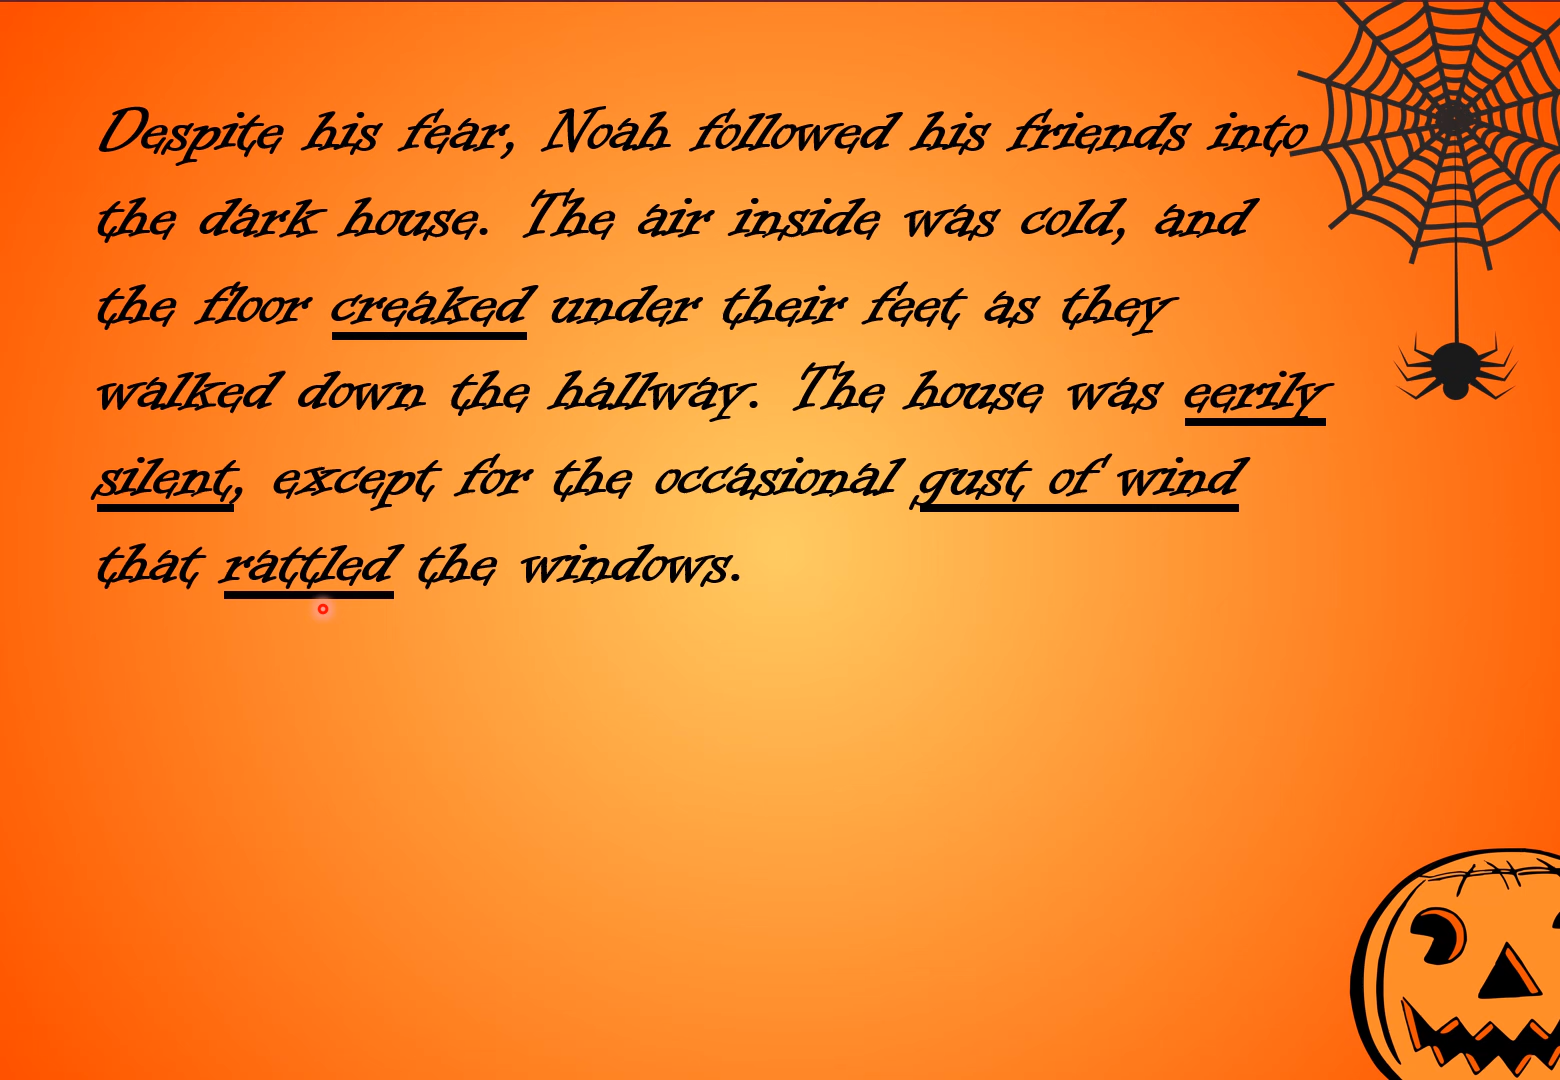 Despite his fear, Noah followed his friends into
the dark house. The air inside was cold, and
the floor creaked under their feet as they
walked down the hallway. The house was eerily
silent, except for the occasional gust of wind
that rattled the windows.